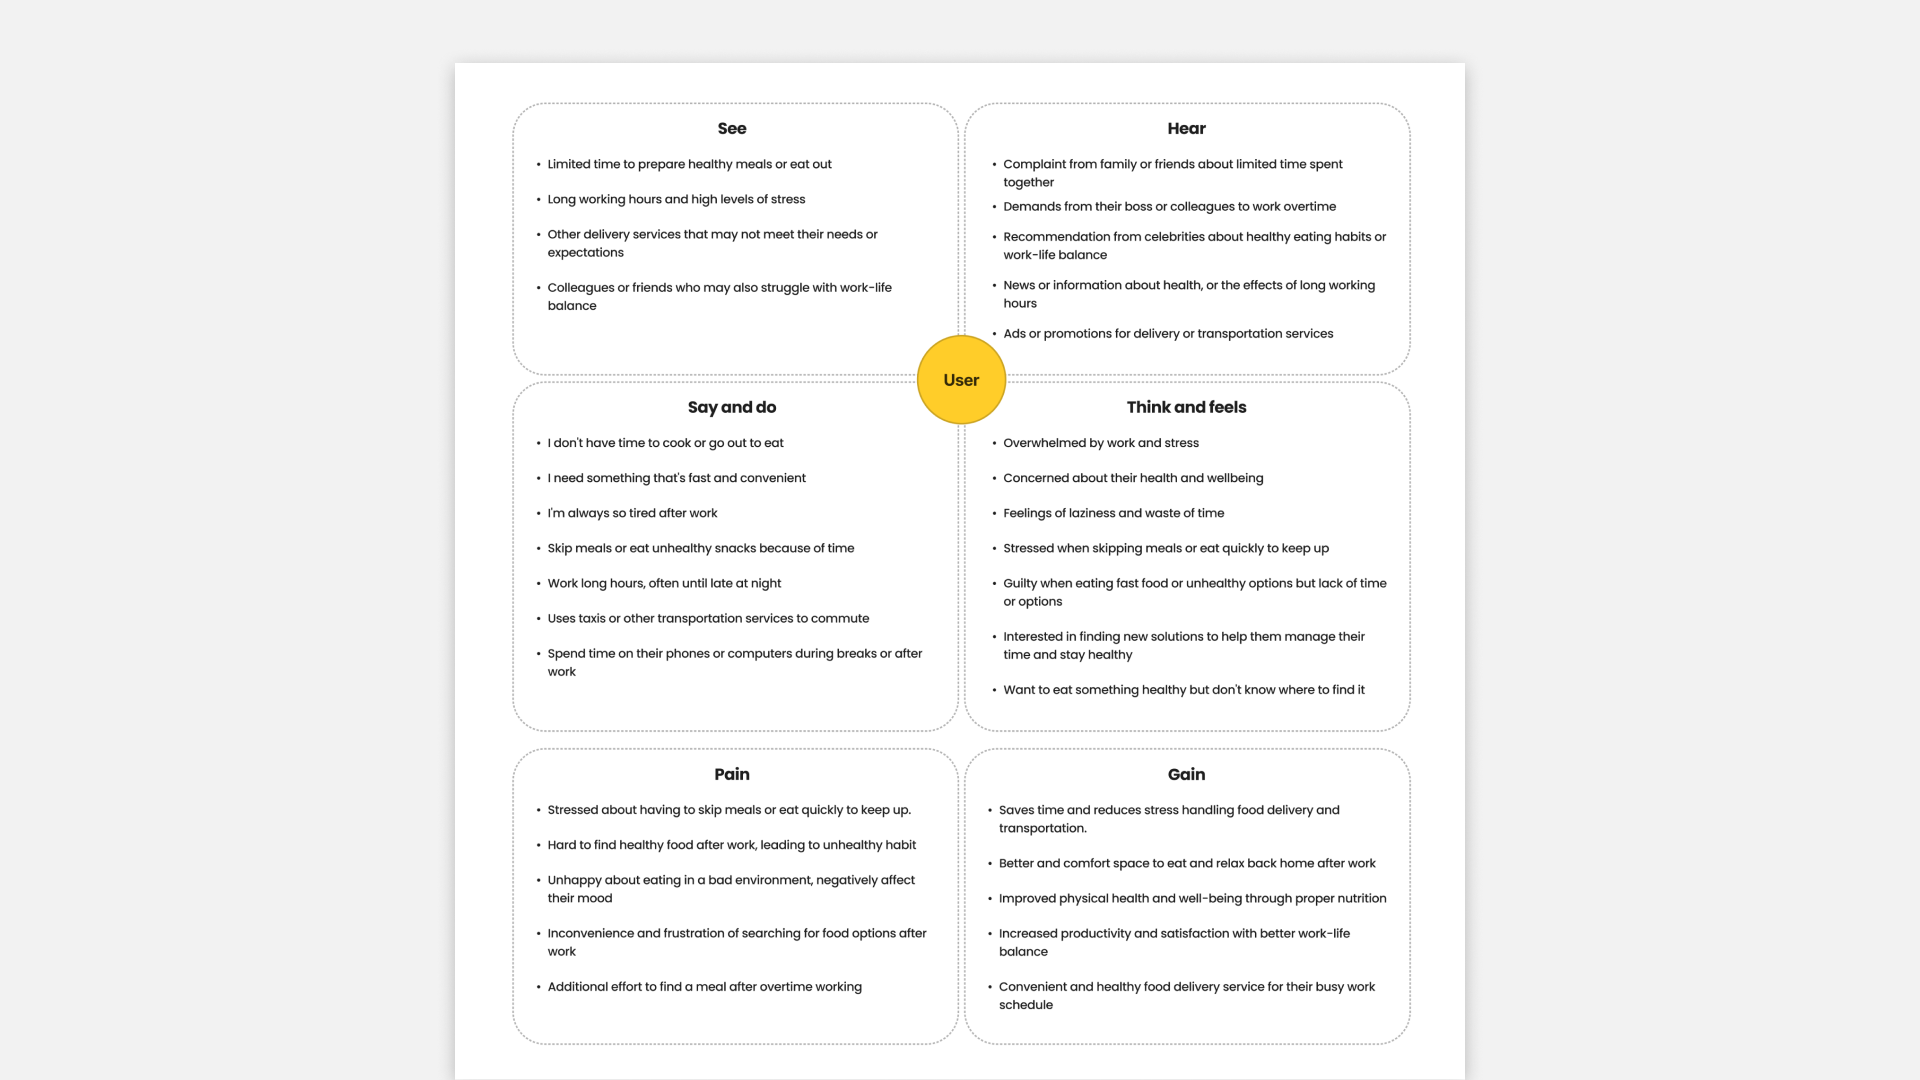 See
• Limited time to prepare healthy meals or eat out
• Long working hours and high levels of stress
• Other delivery services that may not meet their needs or
expectations
• Colleagues or friends who may also struggle with work-life
balance
Hear
• Complaint from family or friends about limited time spent
together
• Demands from their boss or colleagues to work overtime
• Recommendation from celebrities about healthy eating habits or
work-life balance
• News or information about health, or the effects of long working
hours
• Ads or promotions for delivery or transportation services
User
Say and do
• I don't have time to cook or go out to eat
• I need something that's fast and convenient
• I'm always so tired after work
• Skip meals or eat unhealthy snacks because of time
• Work long hours, often until late at night
• Uses taxis or other transportation services to commute
• Spend time on their phones or computers during breaks or after
work
Think and feels
• Overwhelmed by work and stress
• Concerned about their health and wellbeing
• Feelings of laziness and waste of time
• Stressed when skipping meals or eat quickly to keep up
• Guilty when eating fast food or unhealthy options but lack of time
or options
• Interested in finding new solutions to help them manage their
time and stay healthy
• Want to eat something healthy but don't know where to find it
Pain
• Stressed about having to skip meals or eat quickly to keep up.
• Hard to find healthy food after work, leading to unhealthy habit
• Unhappy about eating in a bad environment, negatively affect
their mood
• Inconvenience and frustration of searching for food options after
work
• Additional effort to find a meal after overtime working
Gain
• Saves time and reduces stress handling food delivery and
transportation.
• Better and comfort space to eat and relax back home after work
• Improved physical health and well-being through proper nutrition
• Increased productivity and satisfaction with better work-life
balance
• Convenient and healthy food delivery service for their busy work
schedule